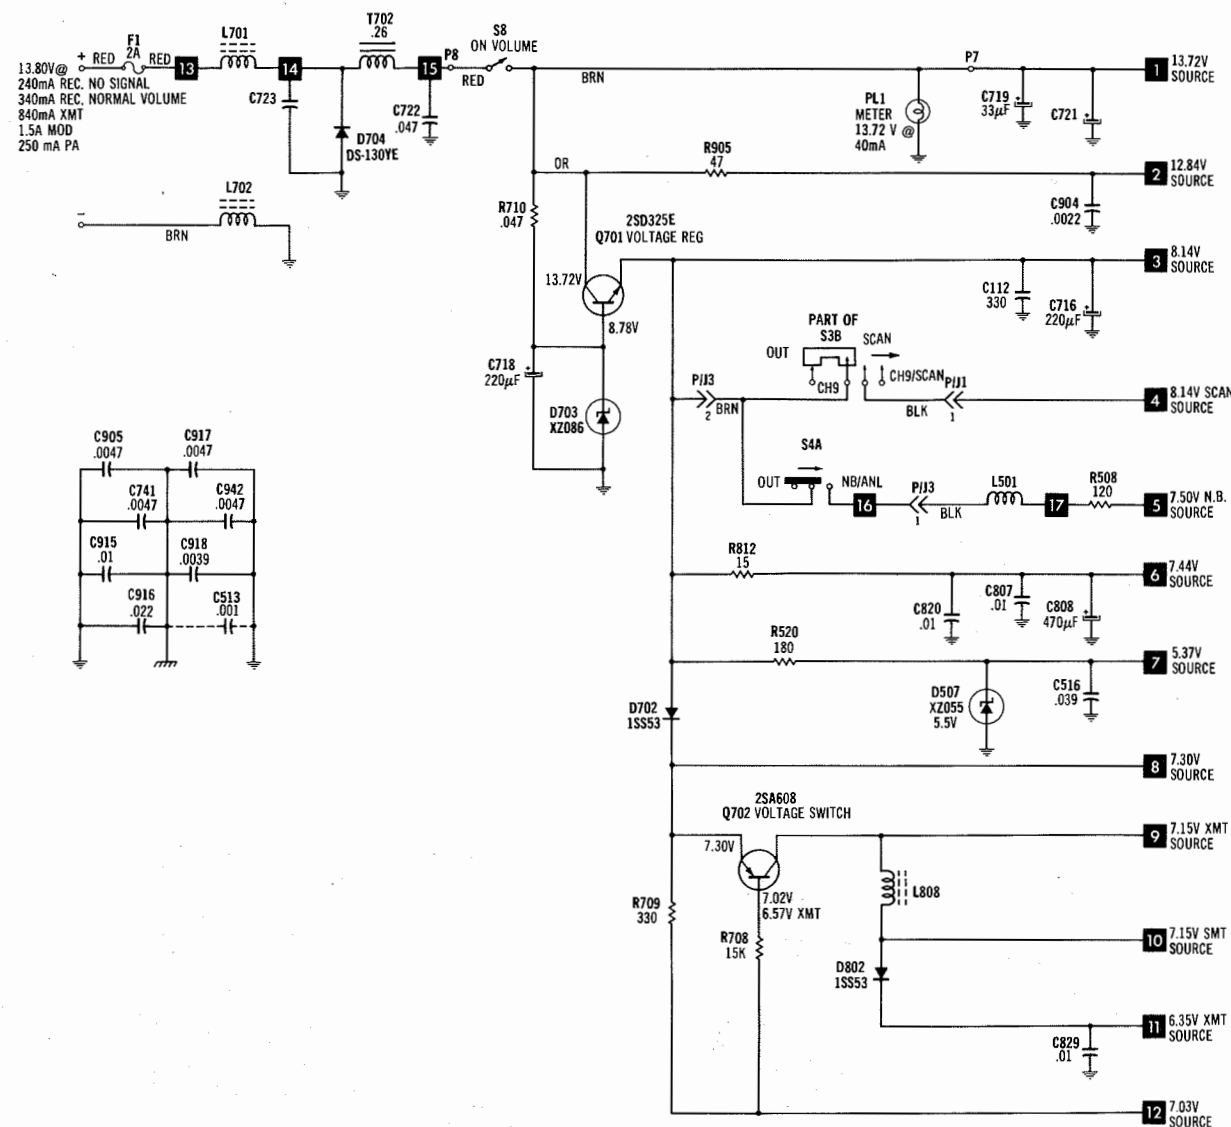 F1
2A
+ RED RED
13
L701
14
T702
.26
15
P8
RED
S8
ON VOLUME
BRN
P7
1
13.72V
SOURCE
13.80V@
240mA REC. NO SIGNAL
340mA REC. NORMAL VOLUME
840mA XMT
1.5A MOD
250 mA PA
C723
D704
DS-130YE
C722
.047
PL1
METER
13.72 V @
40mA
C719
33µF
C721
OR
R905
47
2
12.84V
SOURCE
−
BRN
L702
R710
.047
2SD325E
Q701 VOLTAGE REG
C904
.0022
3
8.14V
SOURCE
13.72V
8.78V
C112
330
C716
220µF
PART OF
S3B
OUT
SCAN
CH9
CH9/SCAN
C718
220µF
D703
XZ086
P/J3
2
BRN
BLK
P/J1
1
4
8.14V SCAN
SOURCE
S4A
OUT
NB/ANL
16
P/J3
1
BLK
L501
17
R508
120
5
7.50V N.B.
SOURCE
C905
.0047
C917
.0047
C741
.0047
C942
.0047
C915
.01
C918
.0039
C916
.022
C513
.001
R812
15
6
7.44V
SOURCE
C820
.01
C807
.01
C808
470µF
R520
180
7
5.37V
SOURCE
D507
XZ055
5.5V
C516
.039
D702
1SS53
8
7.30V
SOURCE
2SA608
Q702 VOLTAGE SWITCH
7.30V
9
7.15V XMT
SOURCE
7.02V
6.57V XMT
L808
R709
330
R708
15K
10
7.15V SMT
SOURCE
D802
1SS53
11
6.35V XMT
SOURCE
C829
.01
12
7.03V
SOURCE